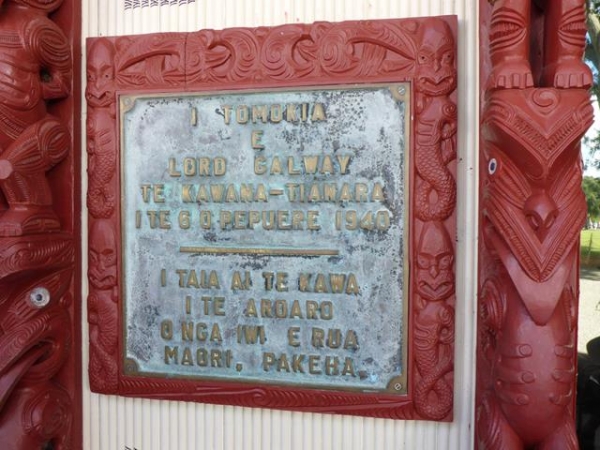 I TOMOKIA
E
LORD GALWAY
TE KAWANA-TIANARA
I TE 6 O PEPUERE 1940
I TAIA AI TE KAWA
I TE AROARO
O NGA IWI E RUA
MAORI, PAKEHA.